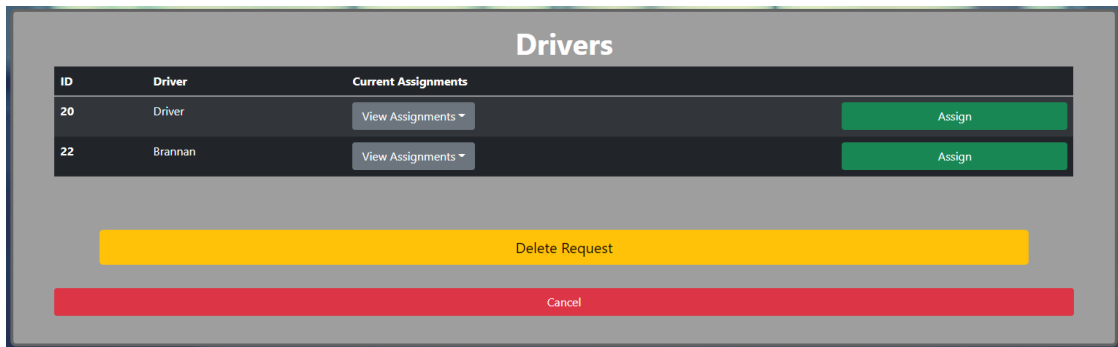 Drivers
ID Driver Current Assignments
20 Driver View Assignments Assign
22 Brannan View Assignments Assign
Delete Request
Cancel